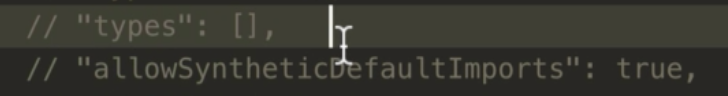 // "types": [],
// "allowSyntheticDefaultImports": true,